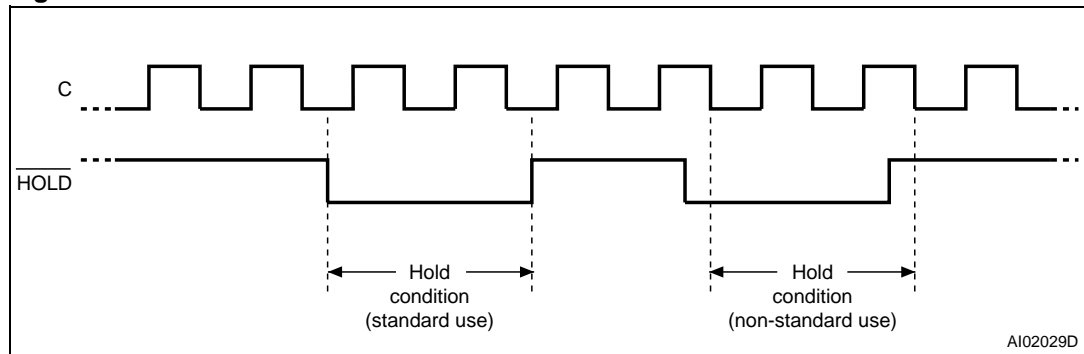 C
HOLD
Hold
condition
(standard use)
Hold
condition
(non-standard use)
AI02029D